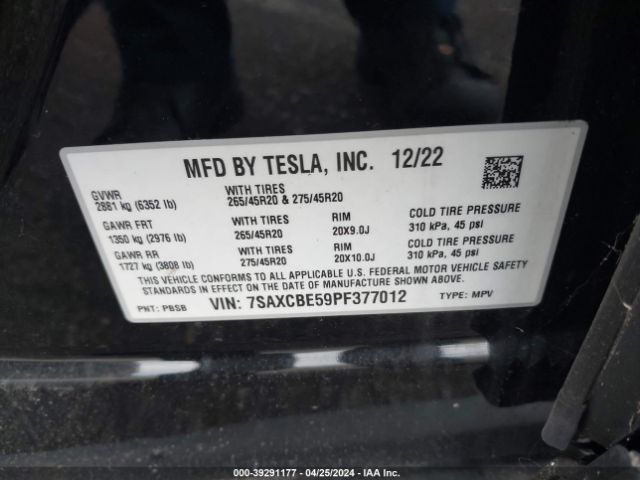 MFD BY TESLA, INC. 12/22
GVWR
2881 kg (6352 lb)
WITH TIRES
265/45R20 & 275/45R20
GAWR FRT
1350 kg (2976 lb)
WITH TIRES
265/45R20
RIM
20X9.0J
COLD TIRE PRESSURE
310 kPa, 45 psi
GAWR RR
1727 kg (3808 lb)
WITH TIRES
275/45R20
RIM
20X10.0J
COLD TIRE PRESSURE
310 kPa, 45 psi
THIS VEHICLE CONFORMS TO ALL APPLICABLE U.S. FEDERAL MOTOR VEHICLE SAFETY
STANDARDS IN EFFECT ON THE DATE OF MANUFACTURE SHOWN ABOVE.
PNT: PBSB VIN: 7SAXCBE59PF377012 TYPE: MPV
000-39291177 - 04/25/2024 - IAA Inc.